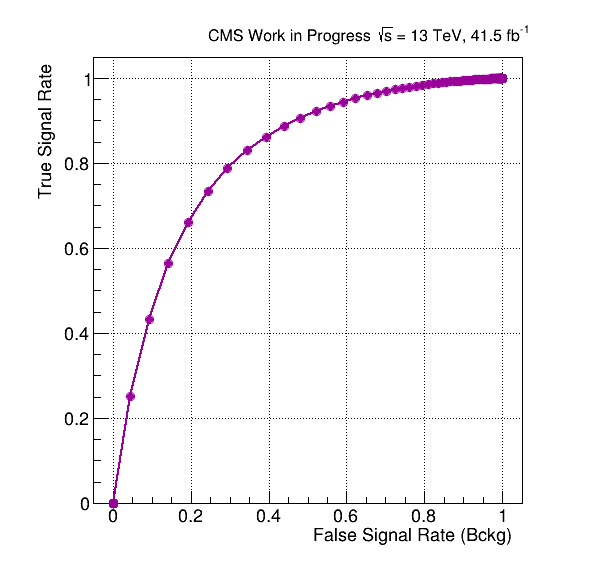 CMS Work in Progress √s = 13 TeV, 41.5 fb⁻¹
True Signal Rate
1
0.8
0.6
0.4
0.2
0
0 0.2 0.4 0.6 0.8 1
False Signal Rate (Bckg)